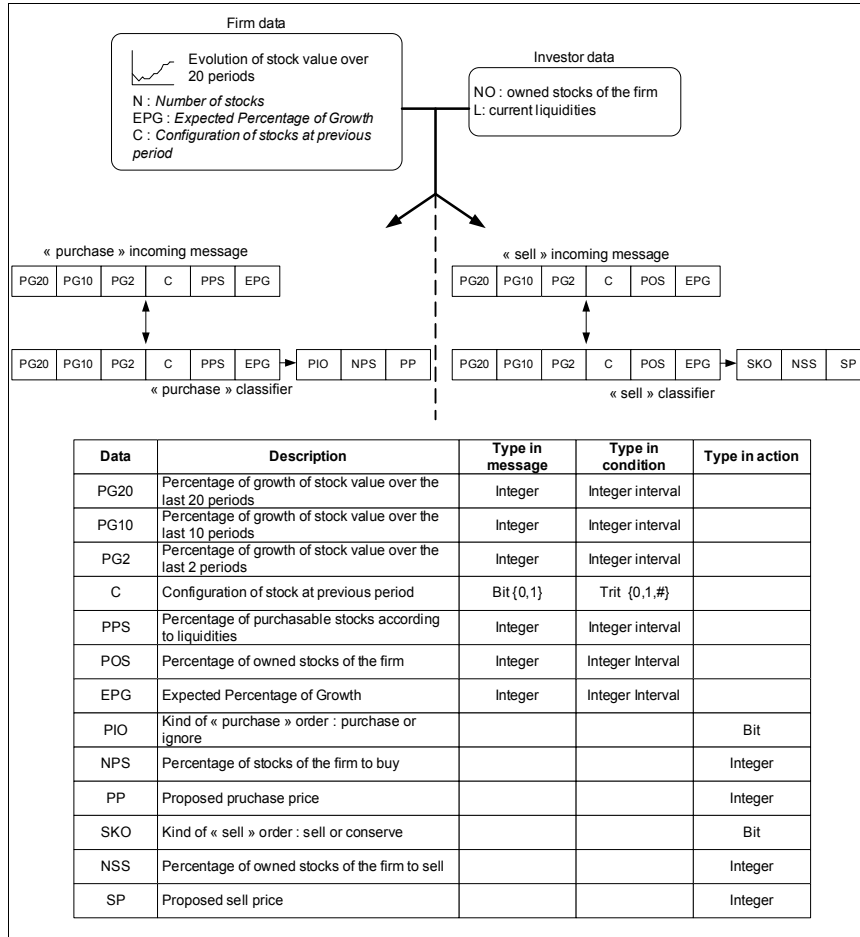 Firm data
Evolution of stock value over
20 periods
N : Number of stocks
EPG : Expected Percentage of Growth
C : Configuration of stocks at previous
period
Investor data
NO : owned stocks of the firm
L: current liquidities
« purchase » incoming message
PG20 PG10 PG2 C PPS EPG
PG20 PG10 PG2 C PPS EPG PIO NPS PP
« purchase » classifier
« sell » incoming message
PG20 PG10 PG2 C POS EPG
PG20 PG10 PG2 C POS EPG SKO NSS SP
« sell » classifier
Data Description Type in message Type in condition Type in action
PG20 Percentage of growth of stock value over the last 20 periods Integer Integer interval
PG10 Percentage of growth of stock value over the last 10 periods Integer Integer interval
PG2 Percentage of growth of stock value over the last 2 periods Integer Integer interval
C Configuration of stock at previous period Bit {0,1} Trit {0,1,#}
PPS Percentage of purchasable stocks according to liquidities Integer Integer interval
POS Percentage of owned stocks of the firm Integer Integer Interval
EPG Expected Percentage of Growth Integer Integer Interval
PIO Kind of « purchase » order : purchase or ignore Bit
NPS Percentage of stocks of the firm to buy Integer
PP Proposed pruchase price Integer
SKO Kind of « sell » order : sell or conserve Bit
NSS Percentage of owned stocks of the firm to sell Integer
SP Proposed sell price Integer